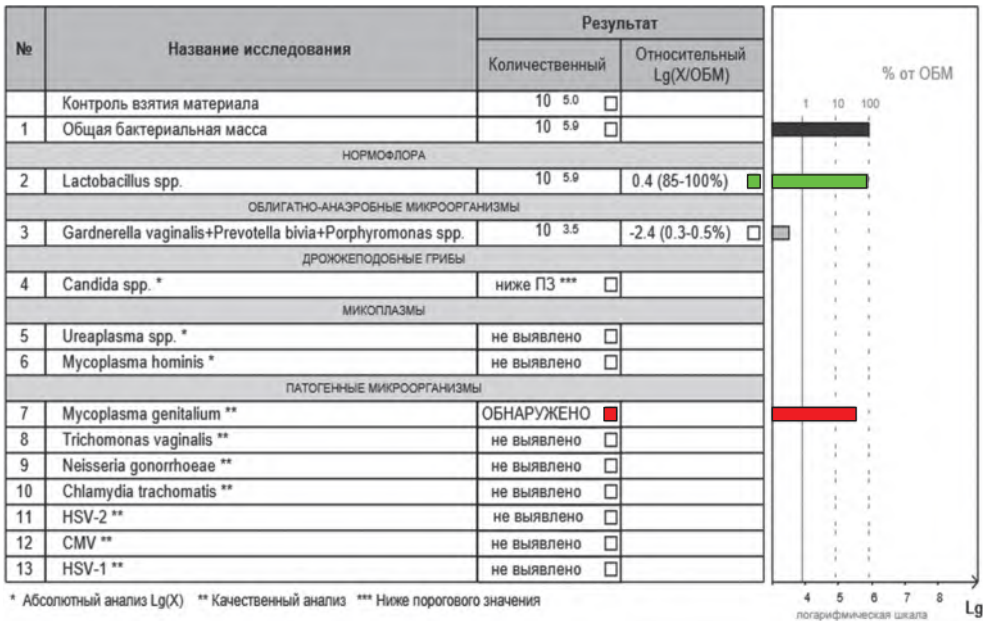 № Название исследования Результат
Количественный Относительный Lg(X/ОБМ)
% от ОБМ
1 10 100
Контроль взятия материала 10 5.0
1 Общая бактериальная масса 10 5.9
НОРМОФЛОРА
2 Lactobacillus spp. 10 5.9 0.4 (85-100%)
ОБЛИГАТНО-АНАЭРОБНЫЕ МИКРООРГАНИЗМЫ
3 Gardnerella vaginalis+Prevotella bivia+Porphyromonas spp. 10 3.5 -2.4 (0.3-0.5%)
ДРОЖЖЕПОДОБНЫЕ ГРИБЫ
4 Candida spp. * ниже ПЗ ***
МИКОПЛАЗМЫ
5 Ureaplasma spp. * не выявлено
6 Mycoplasma hominis * не выявлено
ПАТОГЕННЫЕ МИКРООРГАНИЗМЫ
7 Mycoplasma genitalium ** ОБНАРУЖЕНО
8 Trichomonas vaginalis ** не выявлено
9 Neisseria gonorrhoeae ** не выявлено
10 Chlamydia trachomatis ** не выявлено
11 HSV-2 ** не выявлено
12 CMV ** не выявлено
13 HSV-1 ** не выявлено
* Абсолютный анализ Lg(X) ** Качественный анализ *** Ниже порогового значения
4 5 6 7 8 Lg
логарифмическая шкала